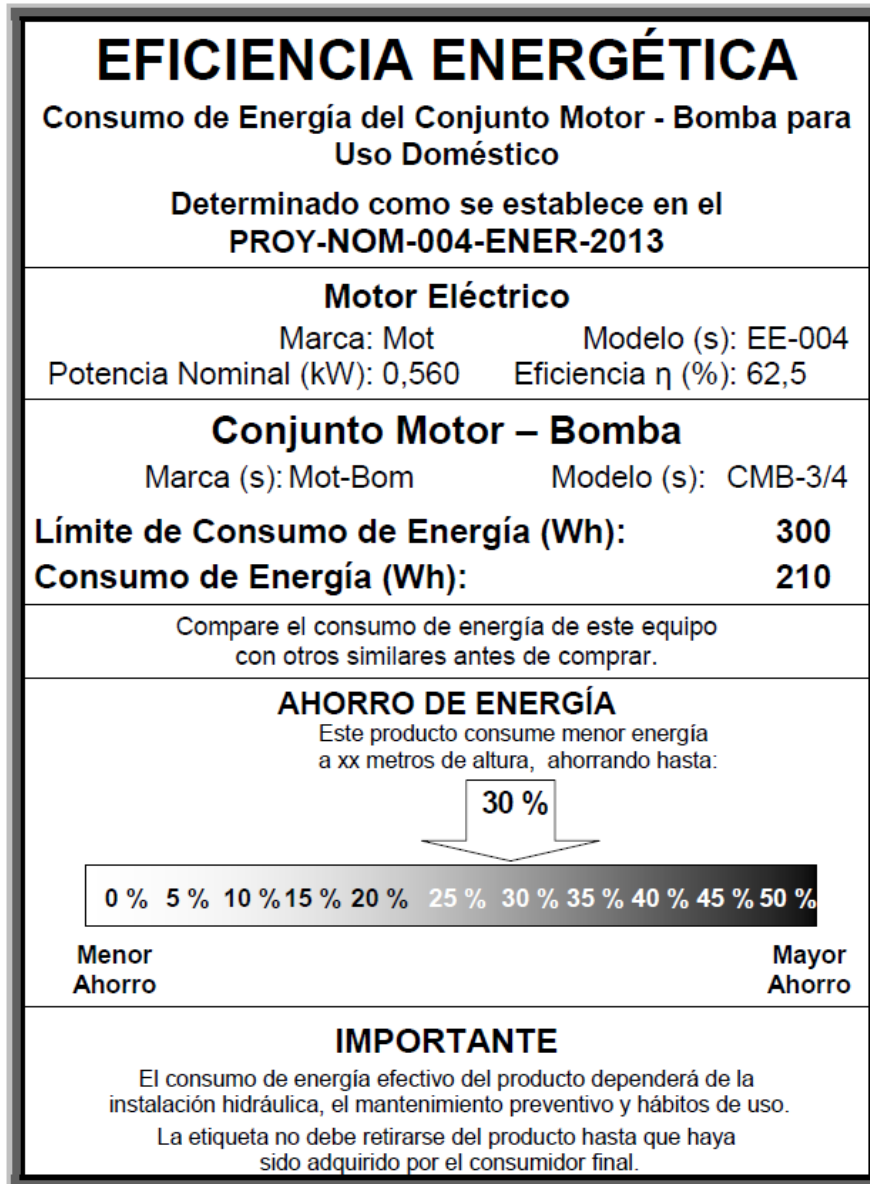 EFICIENCIA ENERGÉTICA
Consumo de Energía del Conjunto Motor - Bomba para
Uso Doméstico
Determinado como se establece en el
PROY-NOM-004-ENER-2013
Motor Eléctrico
Marca: Mot Modelo (s): EE-004
Potencia Nominal (kW): 0,560 Eficiencia η (%): 62,5
Conjunto Motor – Bomba
Marca (s): Mot-Bom Modelo (s): CMB-3/4
Límite de Consumo de Energía (Wh): 300
Consumo de Energía (Wh): 210
Compare el consumo de energía de este equipo
con otros similares antes de comprar.
AHORRO DE ENERGÍA
Este producto consume menor energía
a xx metros de altura, ahorrando hasta:
30 %
0 % 5 % 10 % 15 % 20 % 25 % 30 % 35 % 40 % 45 % 50 %
Menor Mayor
Ahorro Ahorro
IMPORTANTE
El consumo de energía efectivo del producto dependerá de la
instalación hidráulica, el mantenimiento preventivo y hábitos de uso.
La etiqueta no debe retirarse del producto hasta que haya
sido adquirido por el consumidor final.